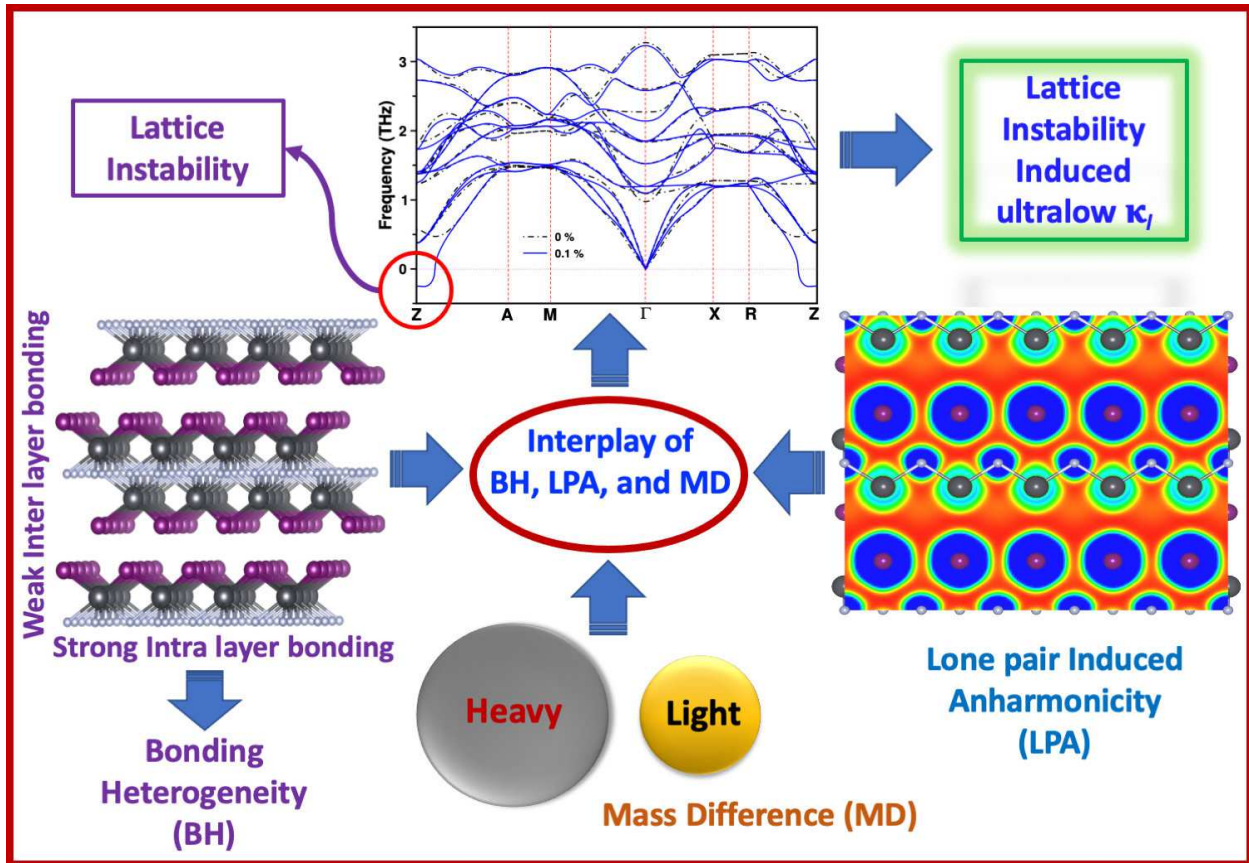 Lattice
Instability
Frequency (THz)
3
2
1
0
0 %
0.1 %
Z
A
M
Γ
X
R
Z
Lattice
Instability
Induced
ultralow κl
Weak Inter layer bonding
Strong Intra layer bonding
Interplay of
BH, LPA, and MD
Bonding
Heterogeneity
(BH)
Heavy
Light
Mass Difference (MD)
Lone pair Induced
Anharmonicity
(LPA)